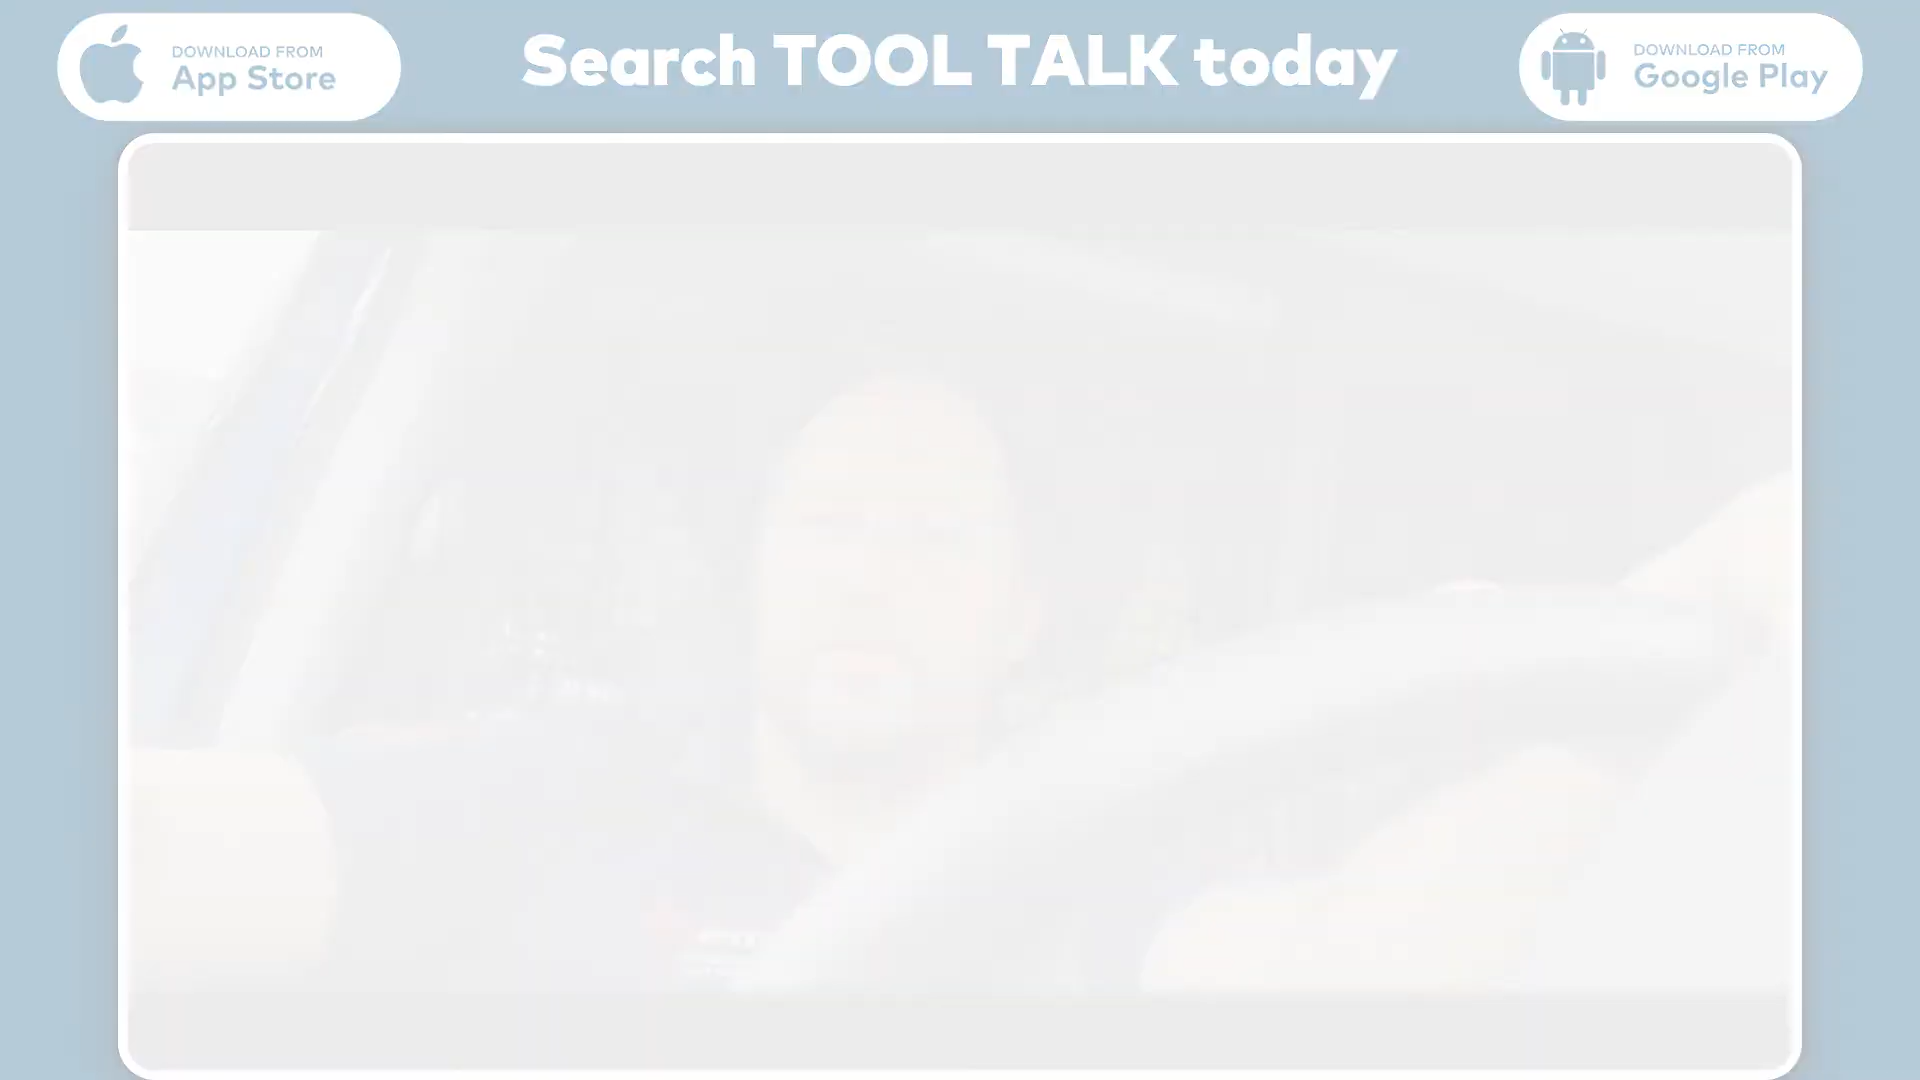 DOWNLOAD FROM
App Store
Search TOOL TALK today
DOWNLOAD FROM
Google Play